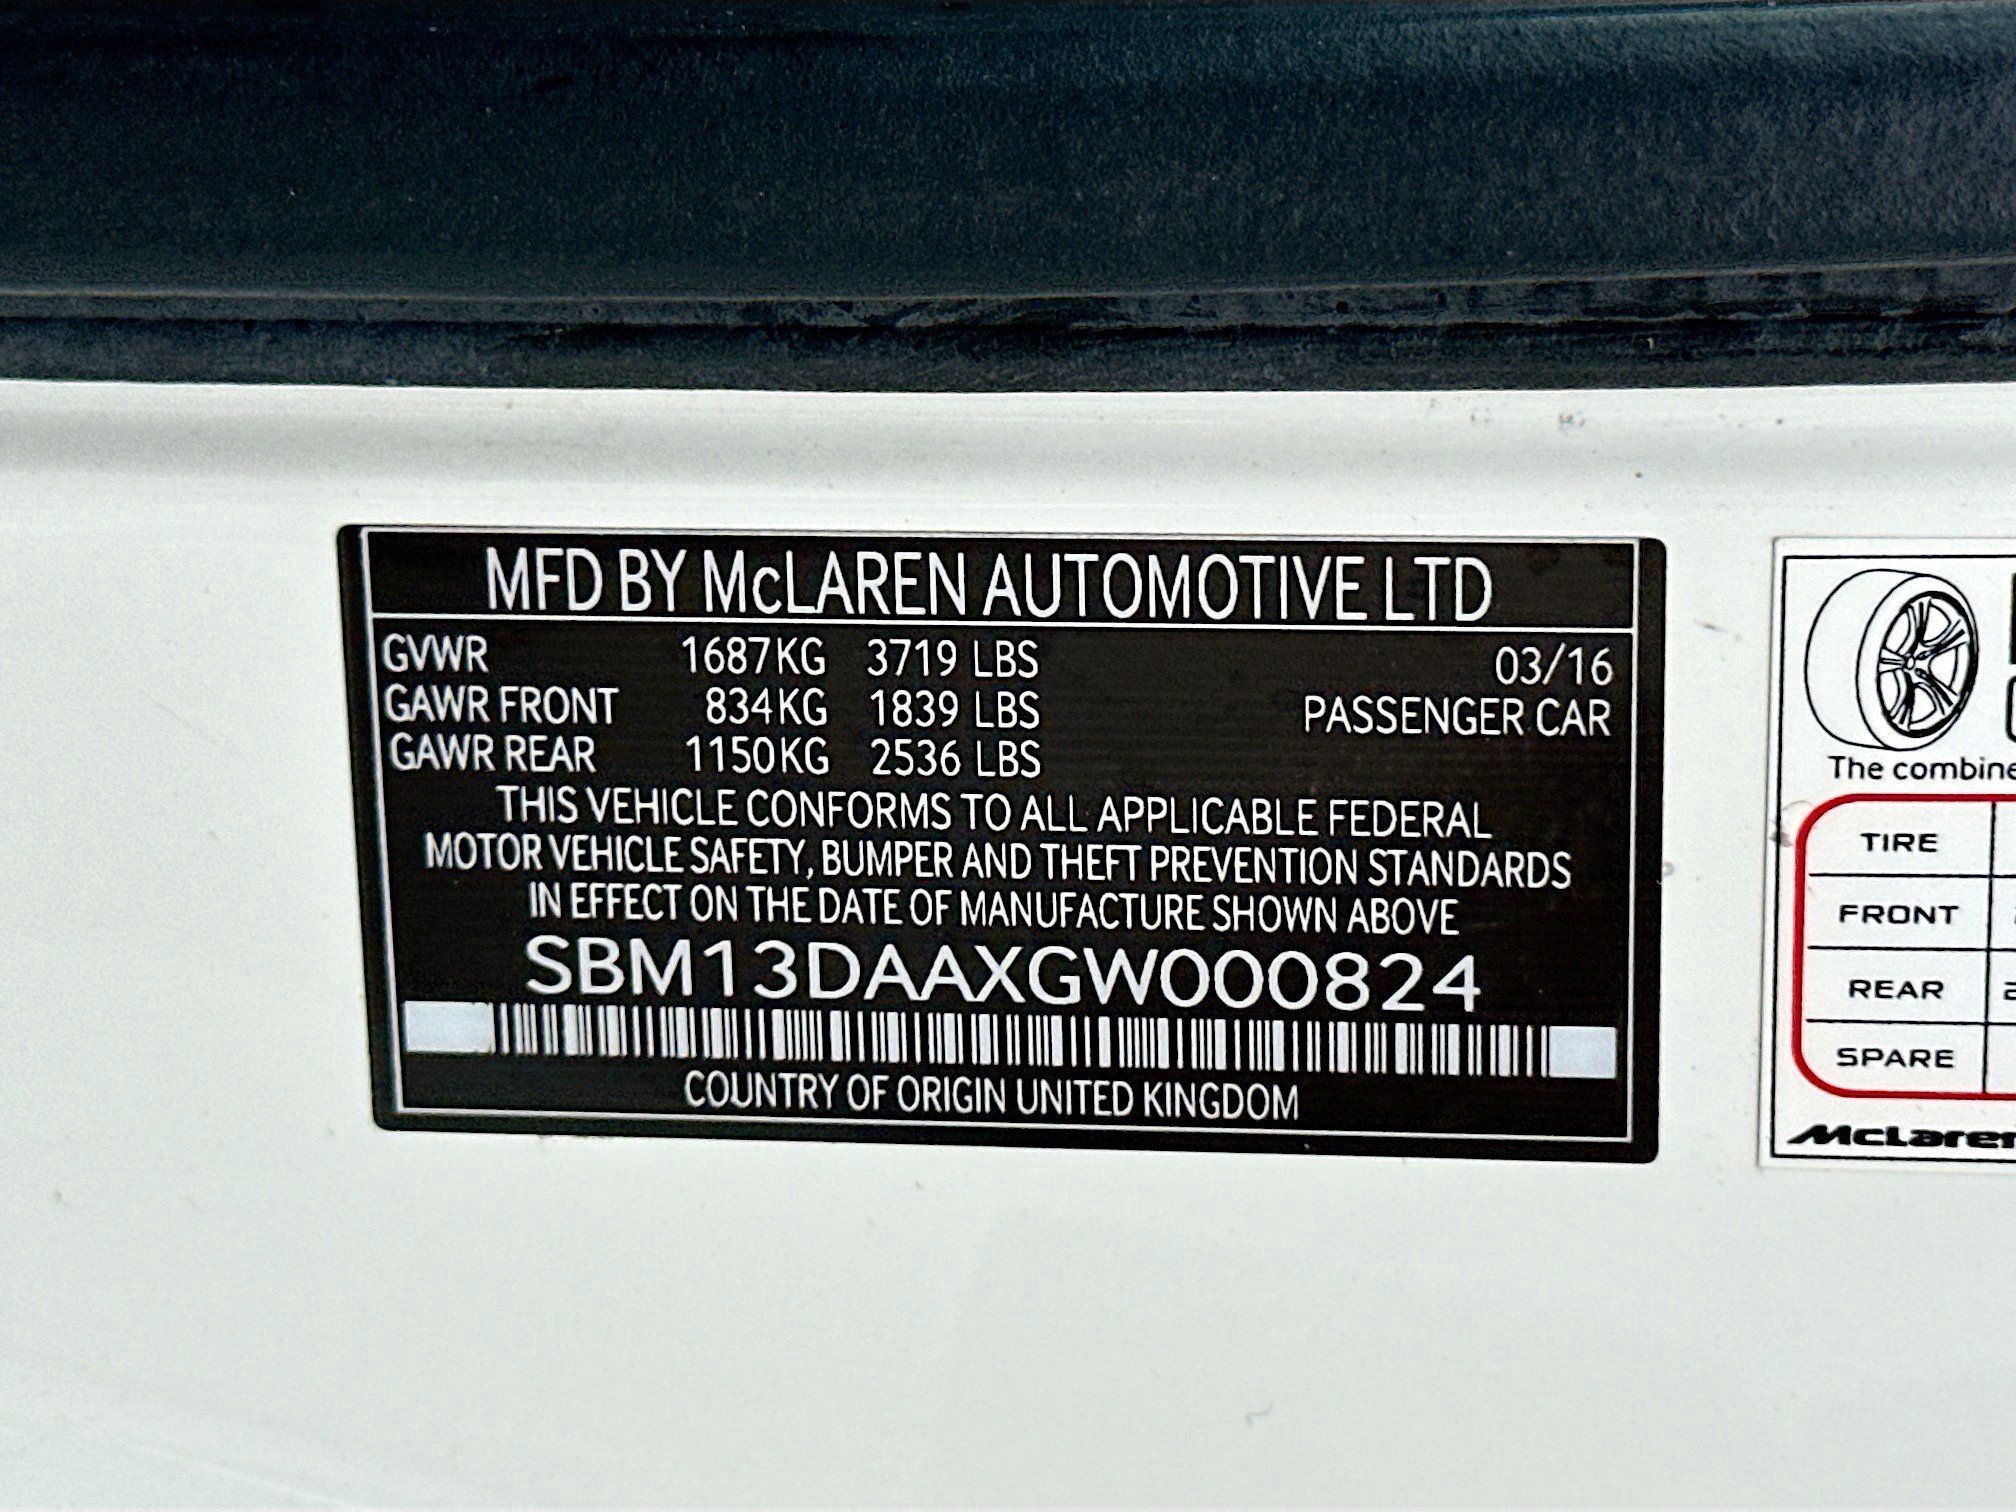 MFD BY McLAREN AUTOMOTIVE LTD
GVWR 1687KG 3719 LBS 03/16
GAWR FRONT 834KG 1839 LBS PASSENGER CAR
GAWR REAR 1150KG 2536 LBS
THIS VEHICLE CONFORMS TO ALL APPLICABLE FEDERAL
MOTOR VEHICLE SAFETY, BUMPER AND THEFT PREVENTION STANDARDS
IN EFFECT ON THE DATE OF MANUFACTURE SHOWN ABOVE
SBM13DAAXGW000824
COUNTRY OF ORIGIN UNITED KINGDOM
The
TIRE
FRONT
REAR
SPARE
McLaren